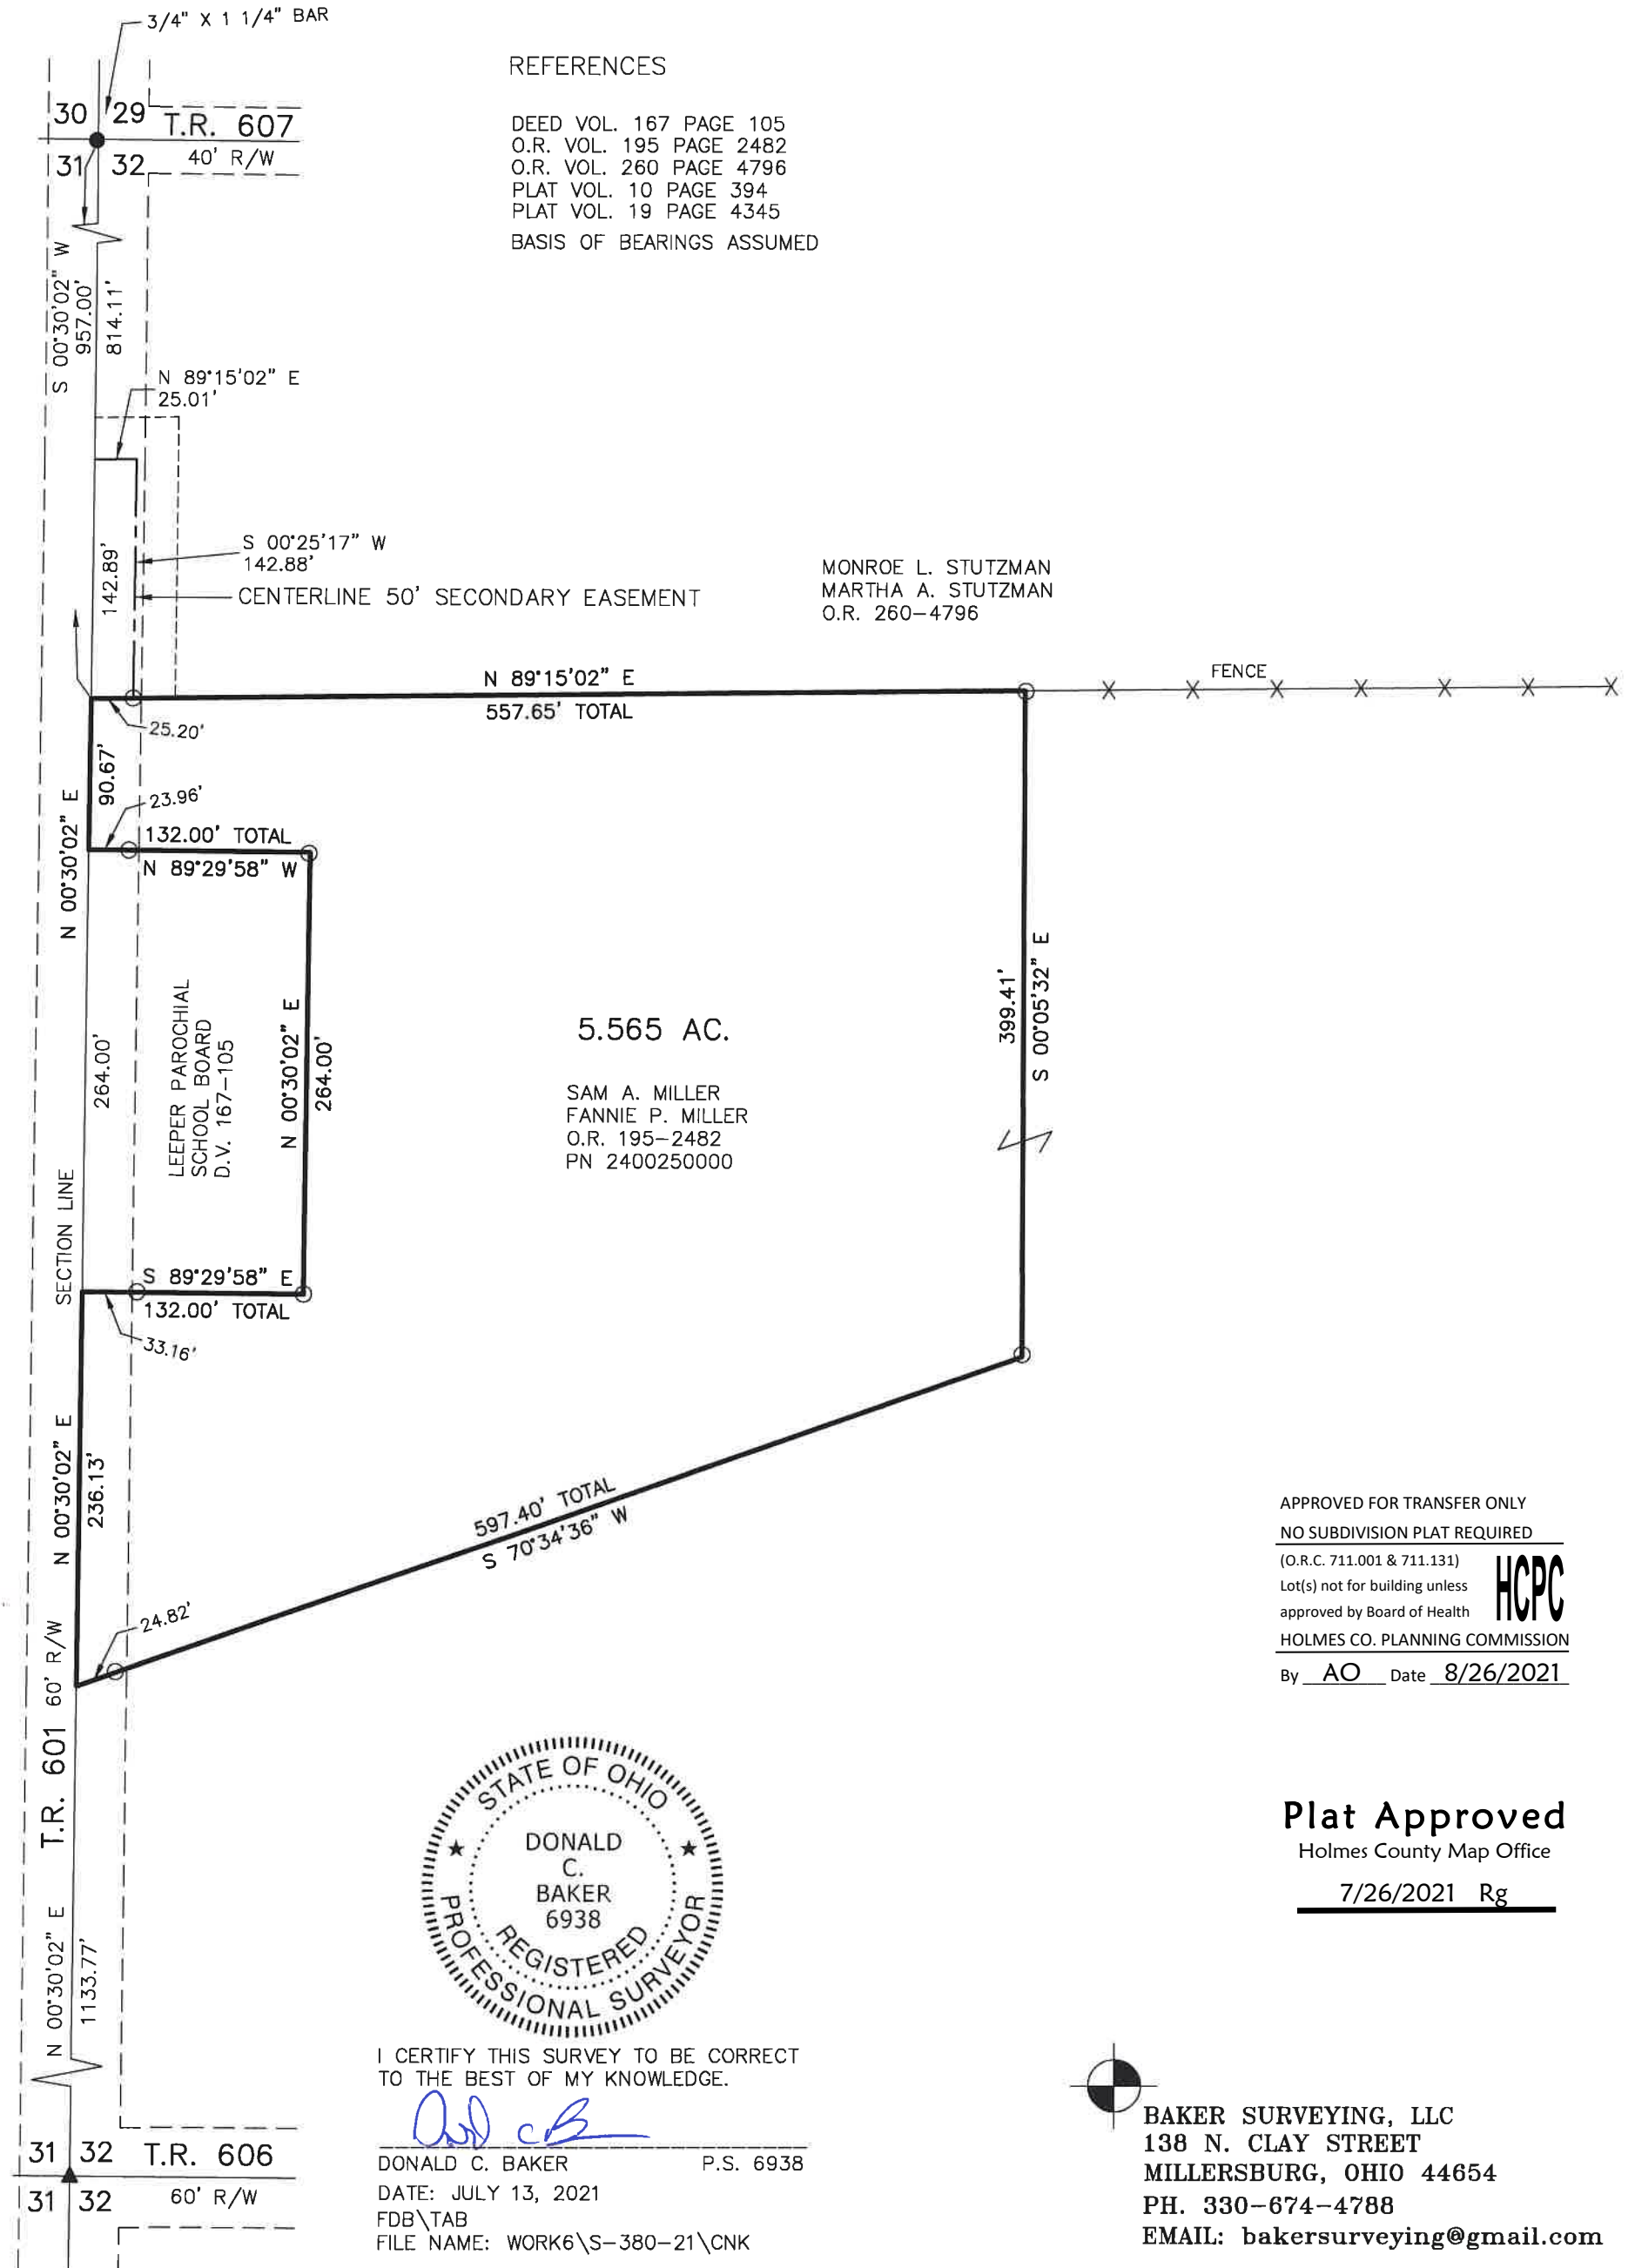 3/4" X 1 1/4" BAR
REFERENCES
DEED VOL. 167 PAGE 105
O.R. VOL. 195 PAGE 2482
O.R. VOL. 260 PAGE 4796
PLAT VOL. 10 PAGE 394
PLAT VOL. 19 PAGE 4345
BASIS OF BEARINGS ASSUMED
30 29
T.R. 607
31 32
40' R/W
S 00°30'02" W
957.00'
814.11'
N 89°15'02" E
25.01'
S 00°25'17" W
142.88'
142.89'
CENTERLINE 50' SECONDARY EASEMENT
MONROE L. STUTZMAN
MARTHA A. STUTZMAN
O.R. 260-4796
N 89°15'02" E
557.65' TOTAL
FENCE
25.20'
90.67'
N 00°30'02" E
23.96'
132.00' TOTAL
N 89°29'58" W
264.00'
LEEPER PAROCHIAL
SCHOOL BOARD
D.V. 167-105
N 00°30'02" E
264.00'
5.565 AC.
SAM A. MILLER
FANNIE P. MILLER
O.R. 195-2482
PN 2400250000
399.41'
S 00°05'32" E
SECTION LINE
S 89°29'58" E
132.00' TOTAL
33.16'
N 00°30'02" E
236.13'
597.40' TOTAL
S 70°34'36" W
24.82'
T.R. 601 60' R/W
APPROVED FOR TRANSFER ONLY
NO SUBDIVISION PLAT REQUIRED
(O.R.C. 711.001 & 711.131)
Lot(s) not for building unless
approved by Board of Health
HCPC
HOLMES CO. PLANNING COMMISSION
By AO Date 8/26/2021
Plat Approved
Holmes County Map Office
7/26/2021 Rg
STATE OF OHIO
DONALD
C.
BAKER
6938
REGISTERED
PROFESSIONAL SURVEYOR
N 00°30'02" E
1133.77'
I CERTIFY THIS SURVEY TO BE CORRECT
TO THE BEST OF MY KNOWLEDGE.
DONALD C. BAKER P.S. 6938
DATE: JULY 13, 2021
FDB\TAB
FILE NAME: WORK6\S-380-21\CNK
31 32 T.R. 606
31 32 60' R/W
BAKER SURVEYING, LLC
138 N. CLAY STREET
MILLERSBURG, OHIO 44654
PH. 330-674-4788
EMAIL: bakersurveying@gmail.com